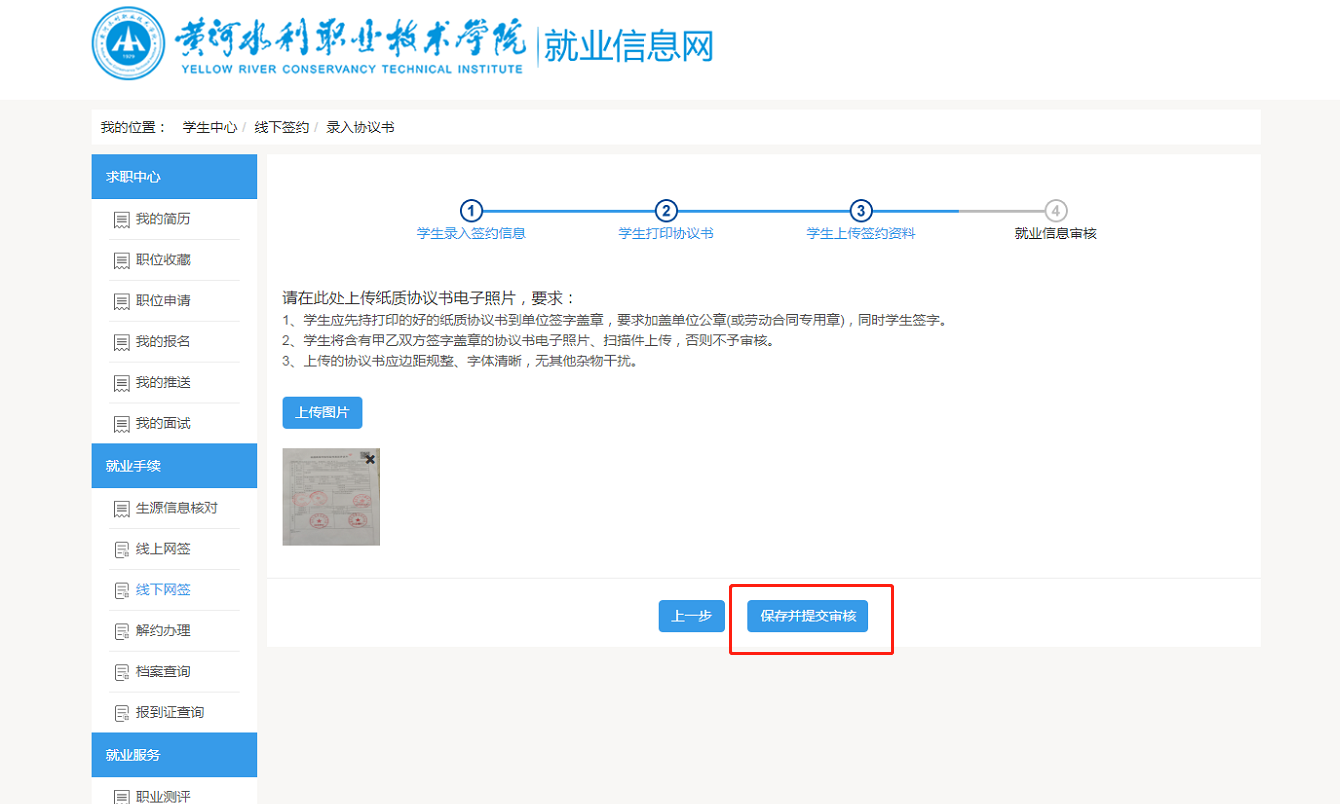 黄河水利职业技术学院
YELLOW RIVER CONSERVANCY TECHNICAL INSTITUTE
就业信息网
我的位置： 学生中心 / 线下签约 / 录入协议书
求职中心
我的简历
职位收藏
职位申请
我的报名
我的推送
我的面试
就业手续
生源信息核对
线上网签
线下网签
解约办理
档案查询
报到证查询
就业服务
职业测评
1 2 3 4
学生录入签约信息 学生打印协议书 学生上传签约资料 就业信息审核
请在此处上传纸质协议书电子照片，要求：
1、学生应先持打印的好的纸质协议书到单位签字盖章，要求加盖单位公章(或劳动合同专用章)，同时学生签字。
2、学生将含有甲乙双方签字盖章的协议书电子照片、扫描件上传，否则不予审核。
3、上传的协议书应边距规整、字体清晰，无其他杂物干扰。
上传图片
上一步 保存并提交审核